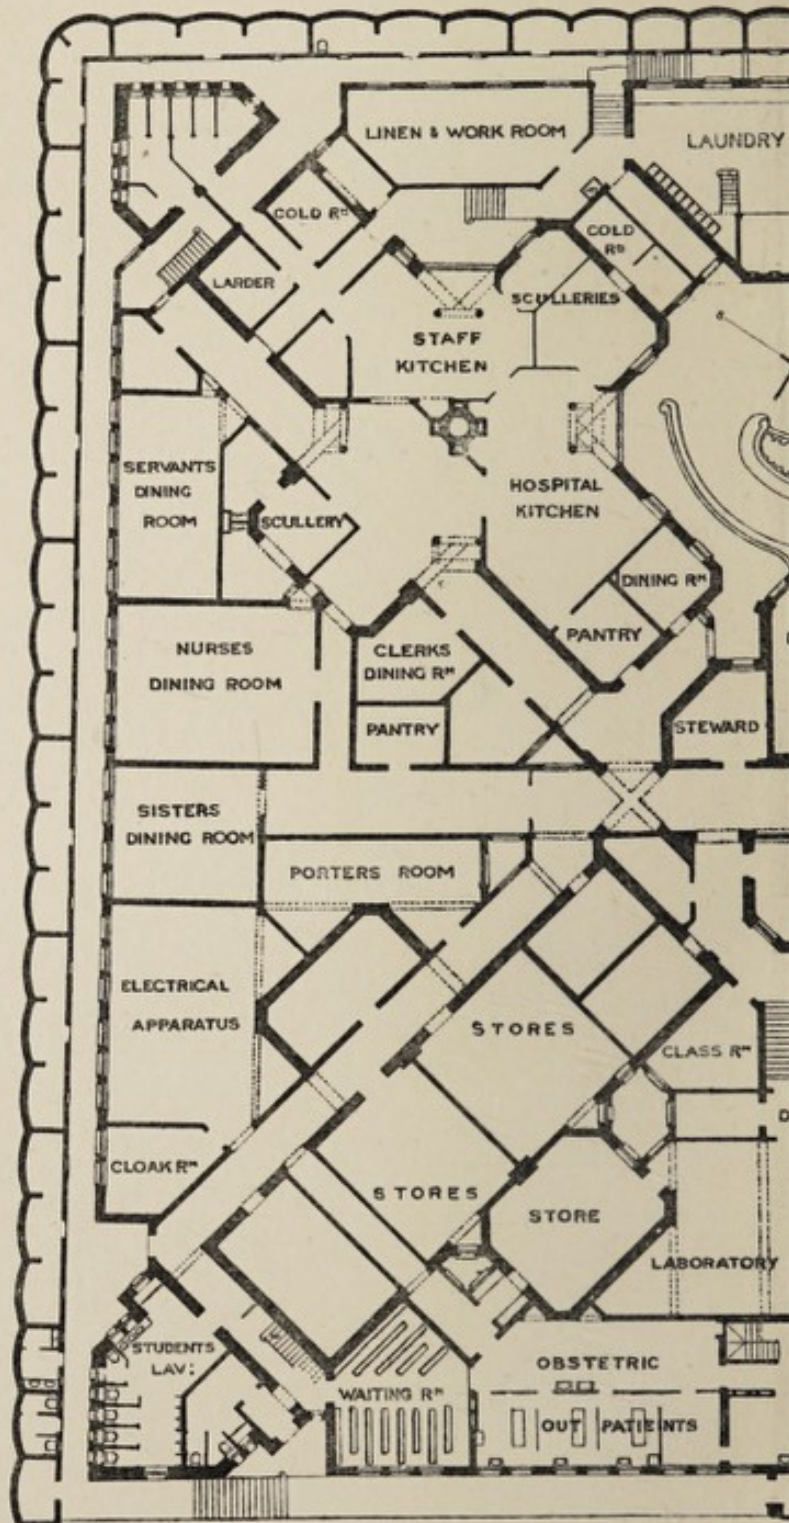 LINEN & WORK ROOM
LAUNDRY
COLD Rᴹ
COLD
Rᴹ
LARDER
SCULLERIES
STAFF
KITCHEN
SERVANTS
DINING
ROOM
SCULLERY
HOSPITAL
KITCHEN
DINING Rᴹ
PANTRY
NURSES
DINING ROOM
CLERKS
DINING Rᴹ
PANTRY
STEWARD
SISTERS
DINING ROOM
PORTERS ROOM
ELECTRICAL
APPARATUS
STORES
CLASS Rᴹ
CLOAK Rᴹ
STORES
STORE
LABORATORY
STUDENTS
LAV:
WAITING Rᴹ
OBSTETRIC
OUT PATIENTS